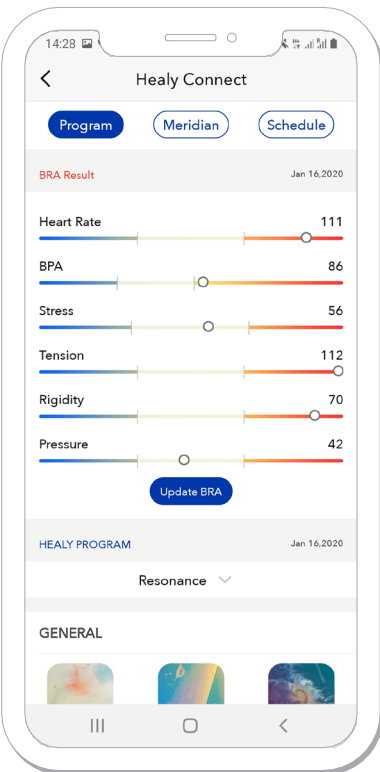 14:28
Healy Connect
Program Meridian Schedule
BRA Result Jan 16,2020
Heart Rate 111
BPA 86
Stress 56
Tension 112
Rigidity 70
Pressure 42
Update BRA
HEALY PROGRAM Jan 16,2020
Resonance
GENERAL